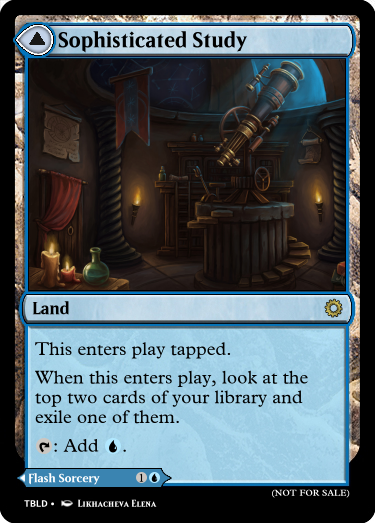 Sophisticated Study
Land
This enters play tapped.
When this enters play, look at the
top two cards of your library and
exile one of them.
: Add .
Flash Sorcery 1
(NOT FOR SALE)
TBLD • Likhacheva Elena